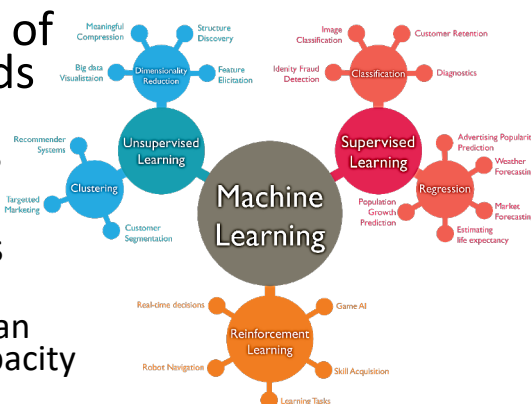 of
ds
Meaningful
Compression
Structure
Discovery
Big data
Visualistaion
Dimensionality
Reduction
Feature
Elicitation
Image
Classification
Customer Retention
Idenity Fraud
Detection
Classification
Diagnostics
Recommender
Systems
Unsupervised
Learning
Supervised
Learning
Advertising Popularit
Prediction
Weather
Forecastin
Clustering
Regression
Targetted
Marketing
Customer
Segmentation
Machine
Learning
Population
Growth
Prediction
Market
Forecastin
Estimating
life expectancy
s
an
pacity
Real-time decisions
Game AI
Reinforcement
Learning
Robot Navigation
Skill Acquisition
Learning Tasks